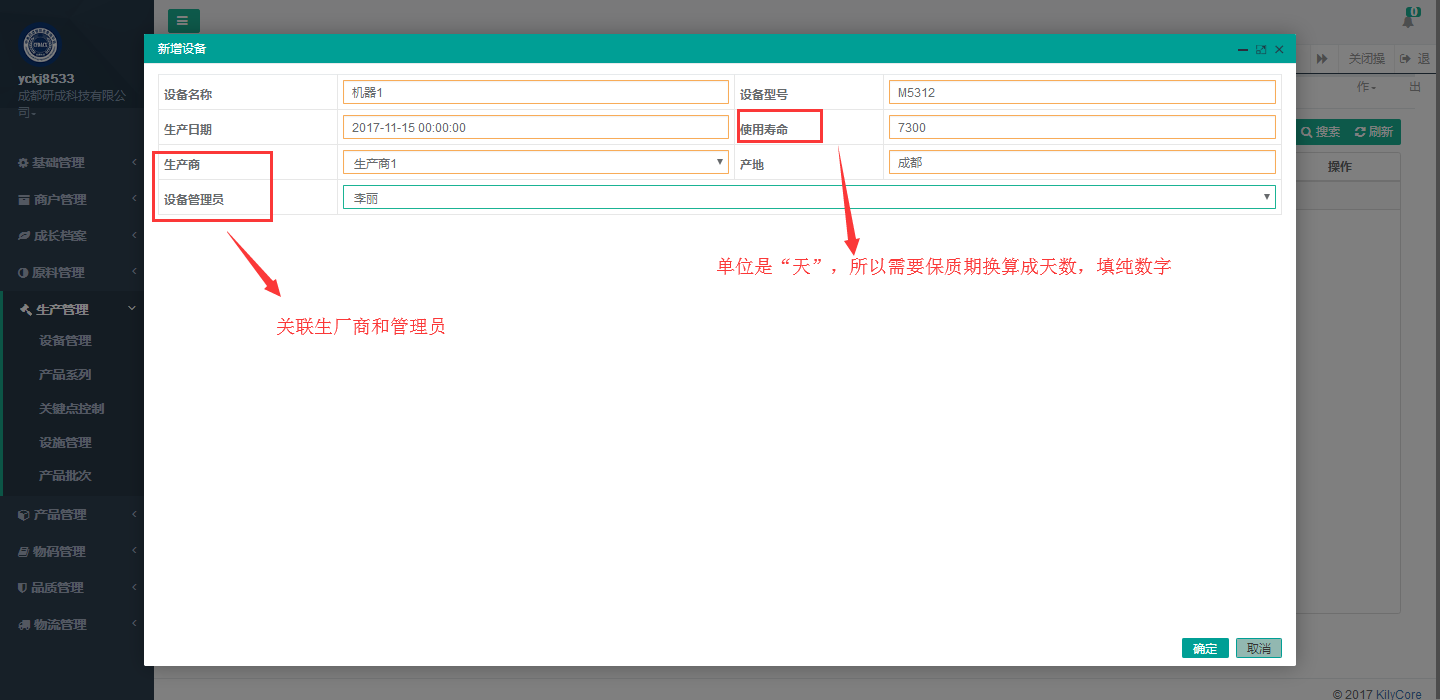 0
yckj8533
成都研成科技有限公
司
基础管理
商户管理
成长档案
原料管理
生产管理
设备管理
产品系列
关键点控制
设施管理
产品批次
产品管理
物码管理
品质管理
物流管理
关闭操
作
退
出
搜索 刷新
操作
新增设备
设备名称 机器1 设备型号 M5312
生产日期 2017-11-15 00:00:00 使用寿命 7300
生产商 生产商1 产地 成都
设备管理员 李丽
单位是“天”，所以需要保质期换算成天数，填纯数字
关联生厂商和管理员
确定 取消
© 2017 KilyCore